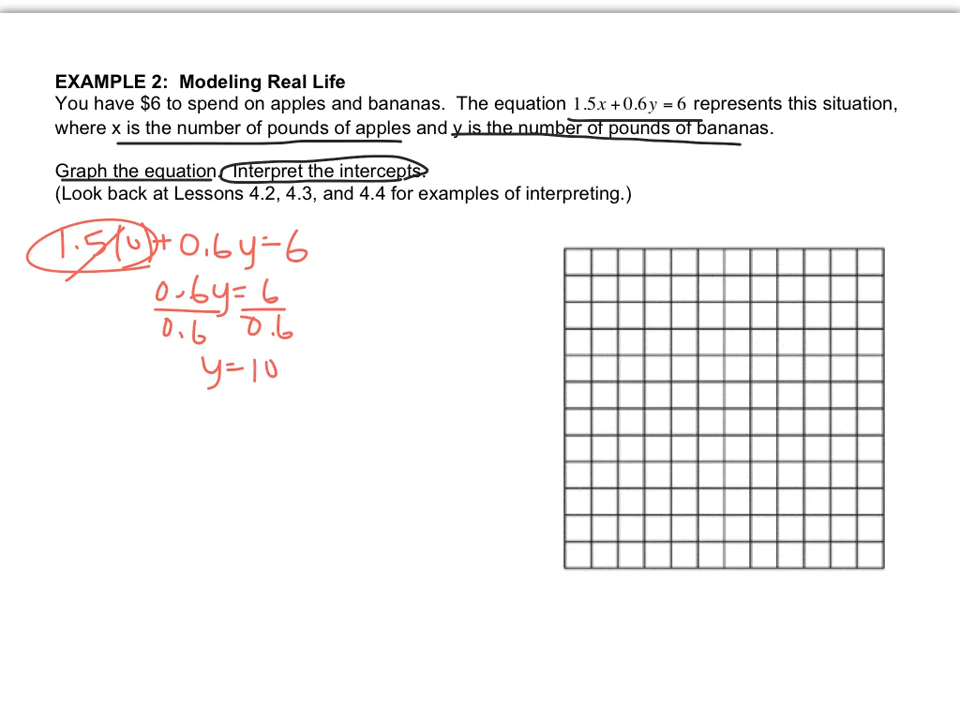 EXAMPLE 2: Modeling Real Life
You have $6 to spend on apples and bananas. The equation 1.5x + 0.6y = 6 represents this situation,
where x is the number of pounds of apples and y is the number of pounds of bananas.
Graph the equation. Interpret the intercepts.
(Look back at Lessons 4.2, 4.3, and 4.4 for examples of interpreting.)
1.5(0) + 0.6y = 6
0.6y = 6
0.6 0.6
y = 10